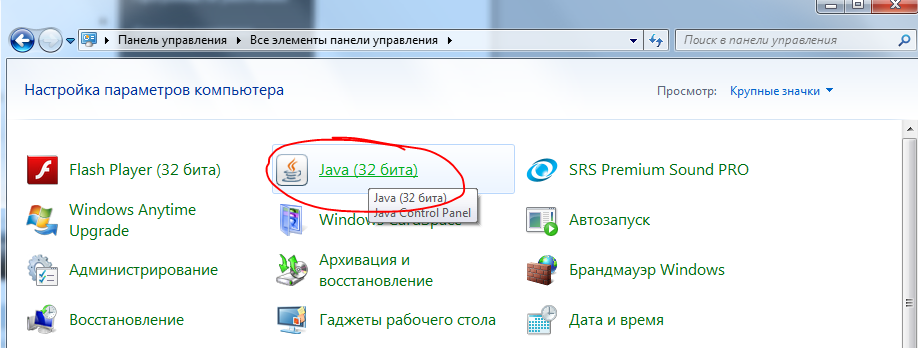 Панель управления Все элементы панели управления Поиск в панели управления
Настройка параметров компьютера Просмотр: Крупные значки
Flash Player (32 бита) Java (32 бита) SRS Premium Sound PRO
Java (32 бита)
Java Control Panel
Windows Anytime
Upgrade
Windows CardSpace
Автозапуск
Администрирование
Архивация и
восстановление
Брандмауэр Windows
Восстановление Гаджеты рабочего стола Дата и время